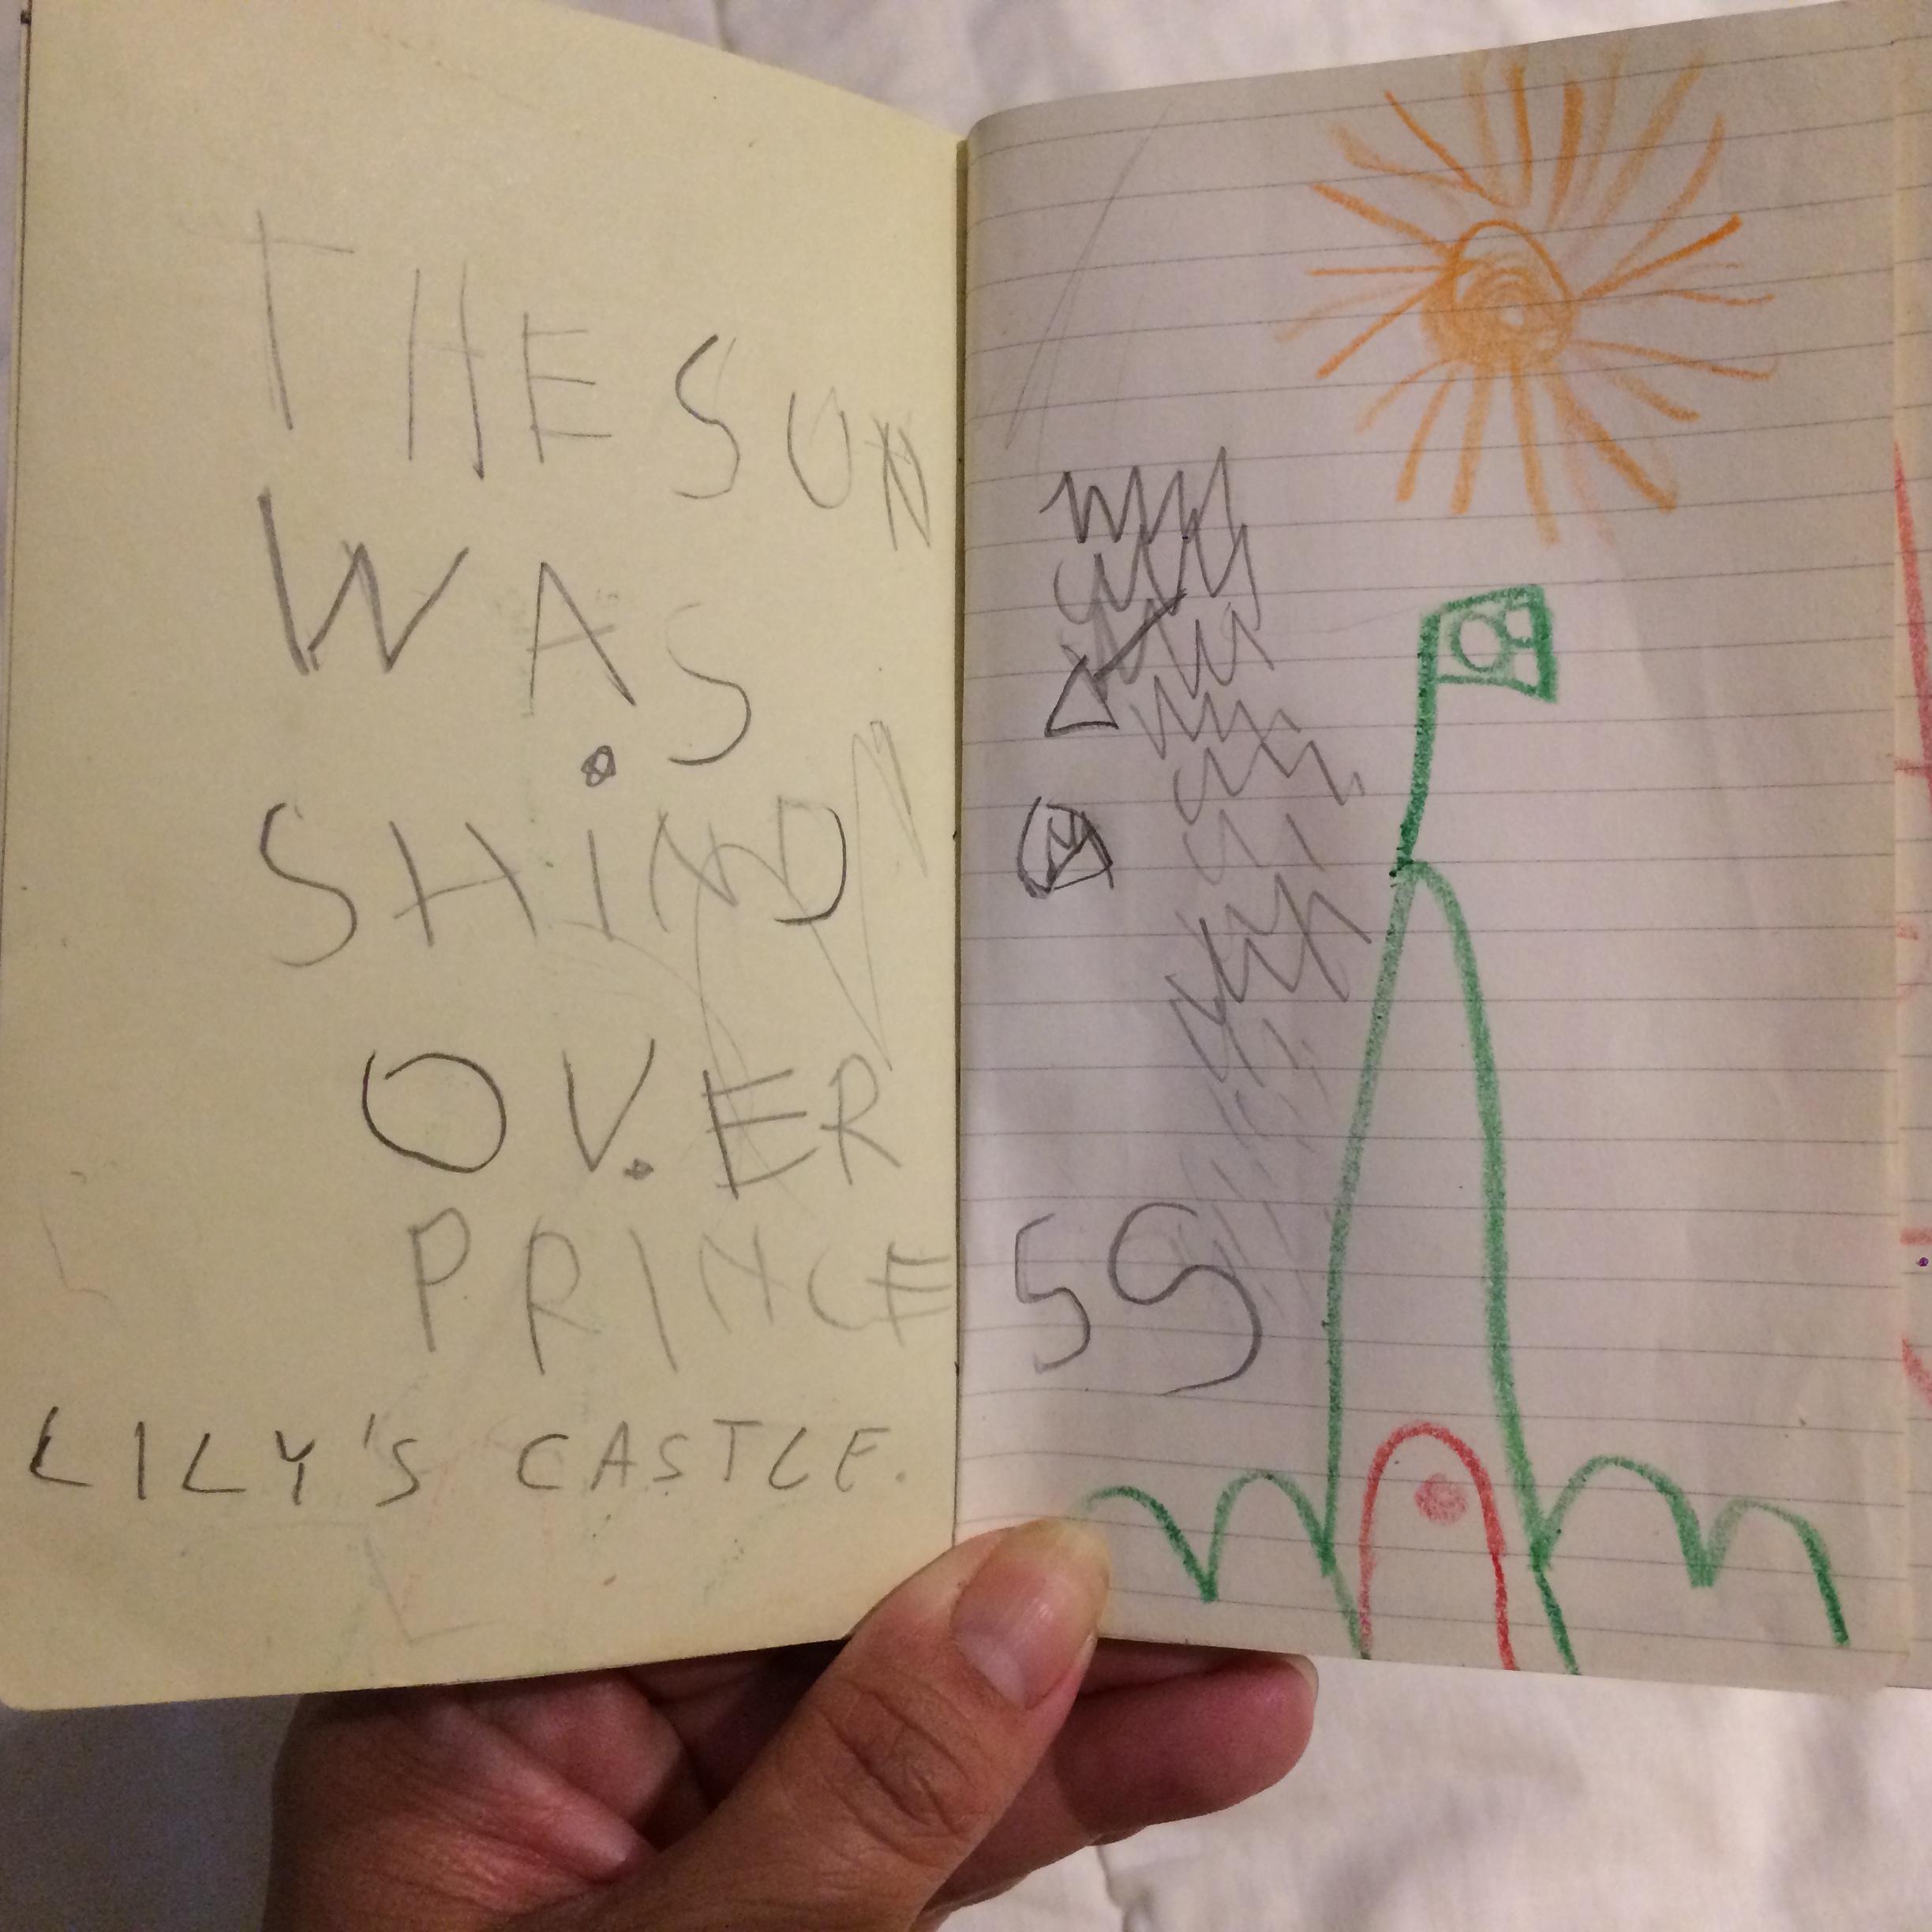 THE SUN
WAS
SHIND
OV.ER
PRINCE
SS
LILY'S CASTLE.